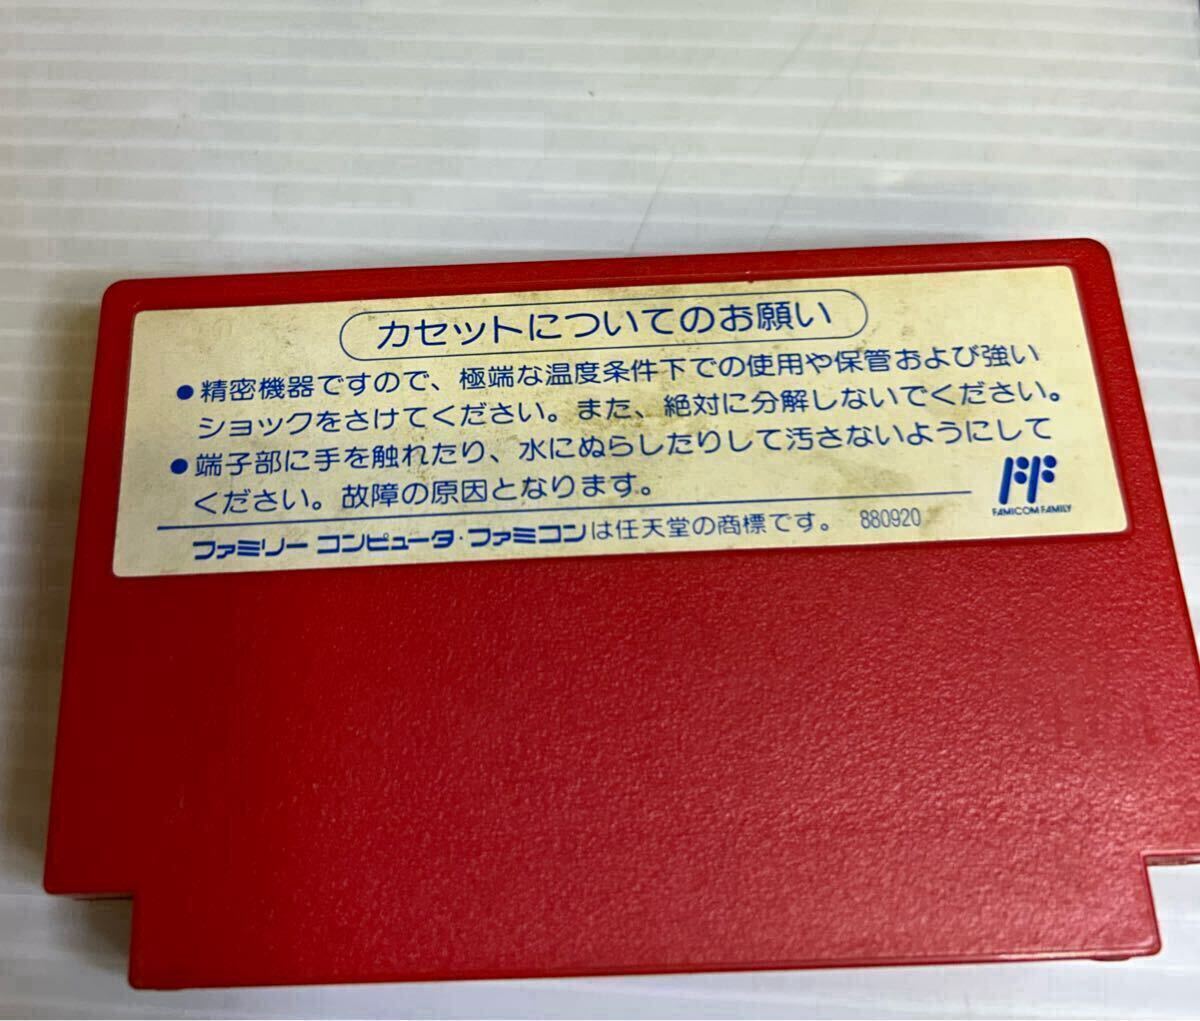 カセットについてのお願い
●精密機器ですので、極端な温度条件下での使用や保管および強い
ショックをさけてください。また、絶対に分解しないでください。
●端子部に手を触れたり、水にぬらしたりして汚さないようにして
ください。故障の原因となります。
FF
FAMICOM FAMILY
ファミリー コンピュータ・ファミコンは任天堂の商標です。 880920